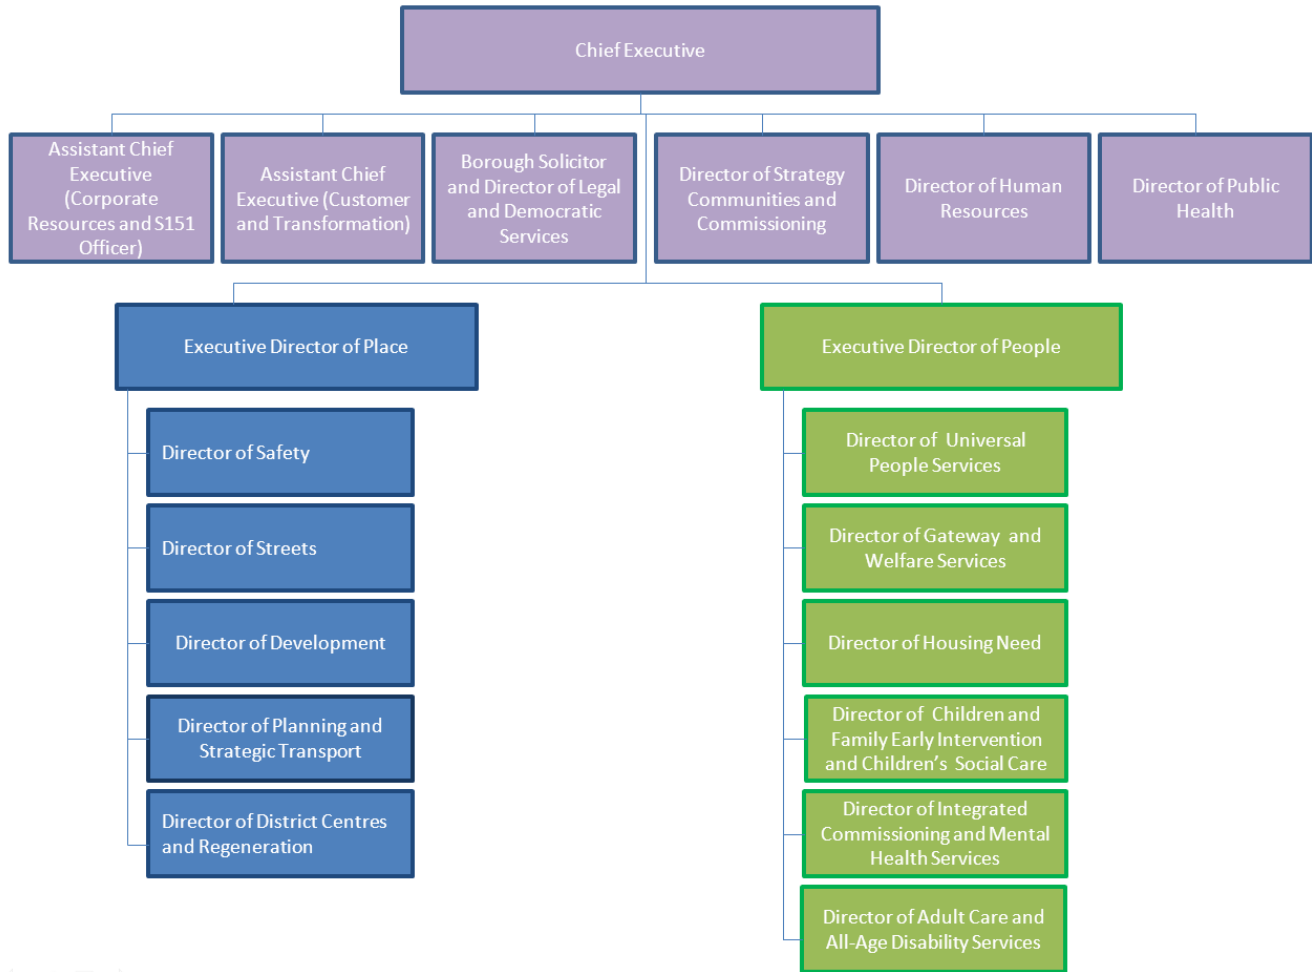 Chief Executive
Assistant Chief
Executive
(Corporate
Resources and S151
Officer)
Assistant Chief
Executive (Customer
and Transformation)
Borough Solicitor
and Director of Legal
and Democratic
Services
Director of Strategy
Communities and
Commissioning
Director of Human
Resources
Director of Public
Health
Executive Director of Place
Director of Safety
Director of Streets
Director of Development
Director of Planning and
Strategic Transport
Director of District Centres
and Regeneration
Executive Director of People
Director of Universal
People Services
Director of Gateway and
Welfare Services
Director of Housing Need
Director of Children and
Family Early Intervention
and Children’s Social Care
Director of Integrated
Commissioning and Mental
Health Services
Director of Adult Care and
All-Age Disability Services